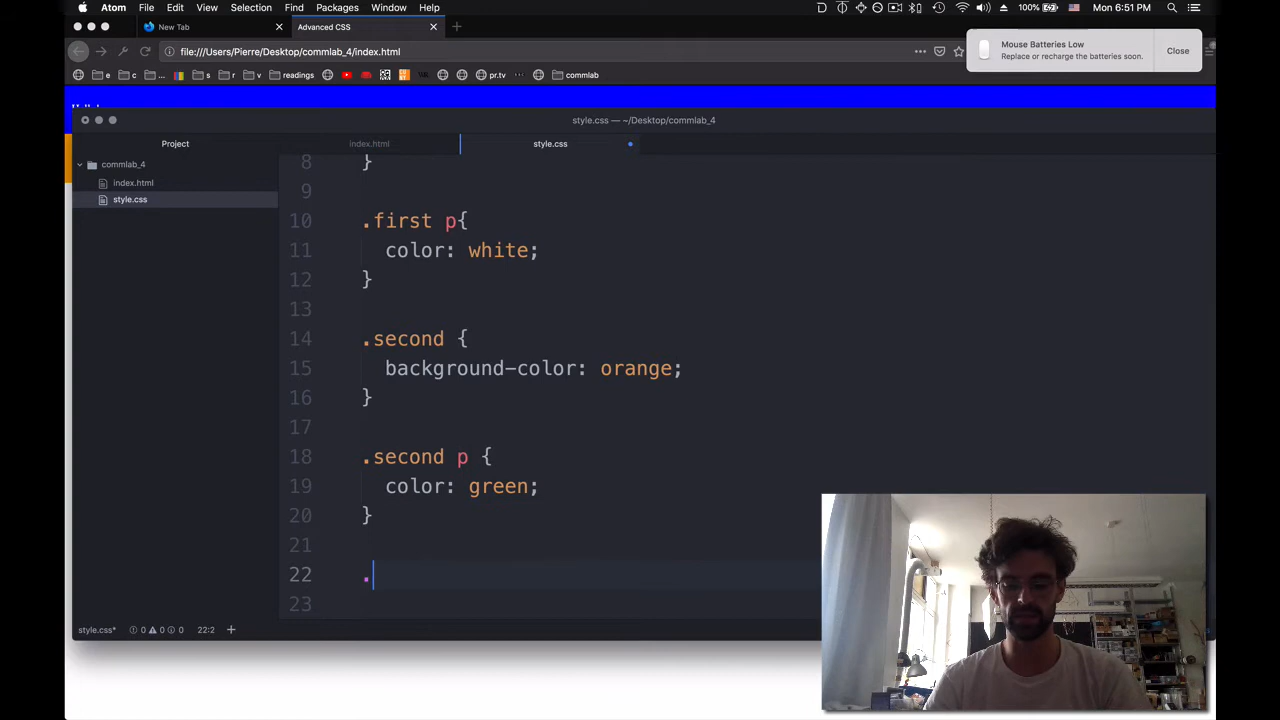 Atom File Edit View Selection Find Packages Window Help 100% Mon 6:51 PM
New Tab Advanced CSS
file:///Users/Pierre/Desktop/commlab_4/index.html
Mouse Batteries Low
Replace or recharge the batteries soon.
Close
e c ... s r v readings pr.tv commlab
style.css — ~/Desktop/commlab_4
Project index.html style.css
commlab_4
index.html
style.css
8 }
9
10 .first p{
11 color: white;
12 }
13
14 .second {
15 background-color: orange;
16 }
17
18 .second p {
19 color: green;
20 }
21
22 .
23
style.css* 0 0 0 22:2